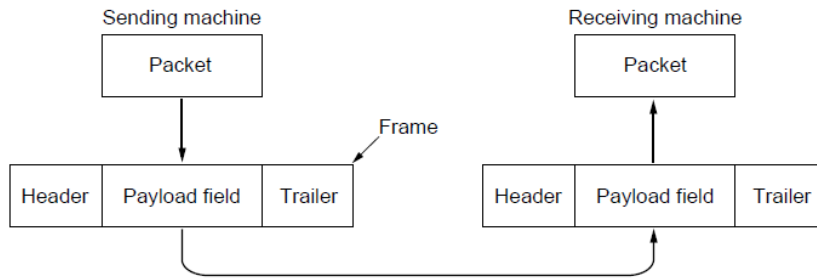 Sending machine
Receiving machine
Packet
Packet
Frame
Header
Payload field
Trailer
Header
Payload field
Trailer